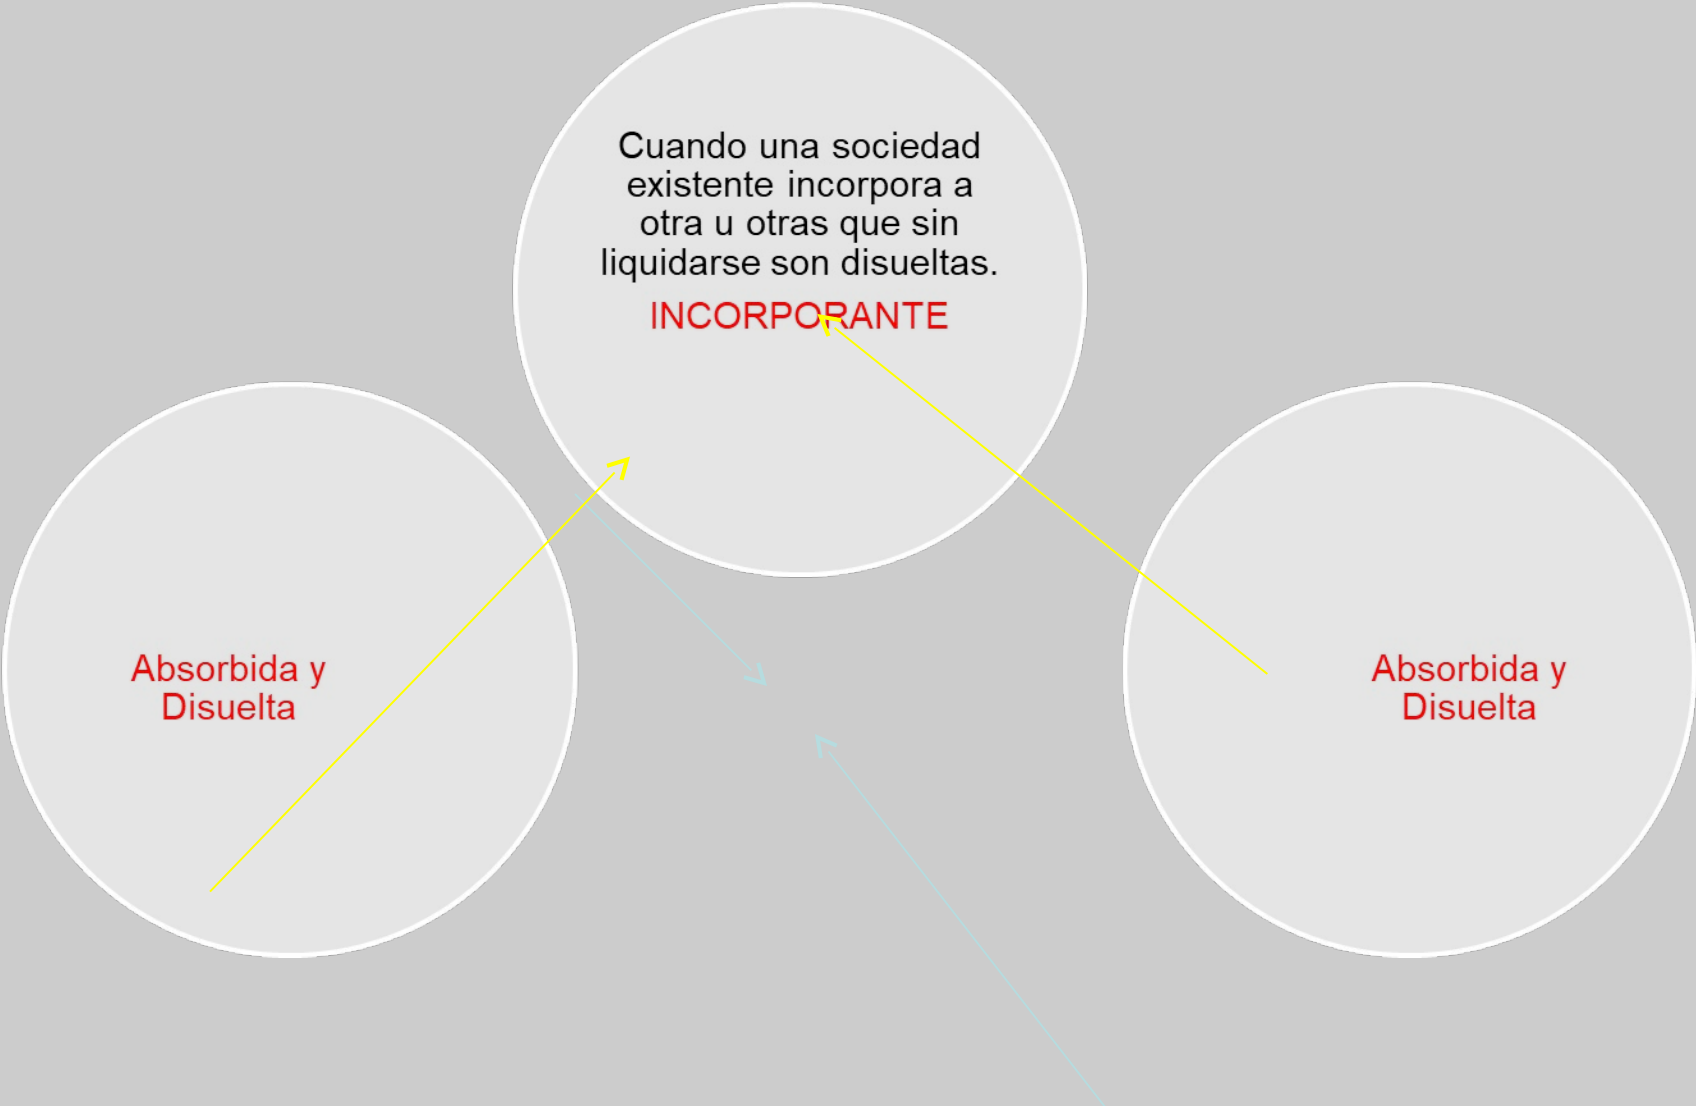 Cuando una sociedad
existente incorpora a
otra u otras que sin
liquidarse son disueltas.
INCORPORANTE
Absorbida y
Disuelta
Absorbida y
Disuelta